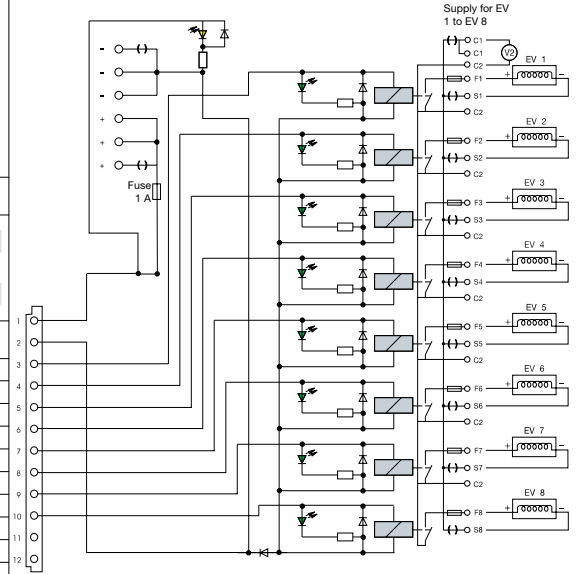 Supply for EV
1 to EV 8
C1
C1
V2
C2
EV 1
F1
+
-
S1
C2
EV 2
F2
+
-
S2
C2
EV 3
F3
+
-
S3
C2
EV 4
F4
+
-
S4
C2
EV 5
F5
+
-
S5
C2
EV 6
F6
+
-
S6
C2
EV 7
F7
+
-
S7
C2
EV 8
F8
+
-
S8
-
-
-
+
+
+
Fuse
1 A
1
2
3
4
5
6
7
8
9
10
11
12